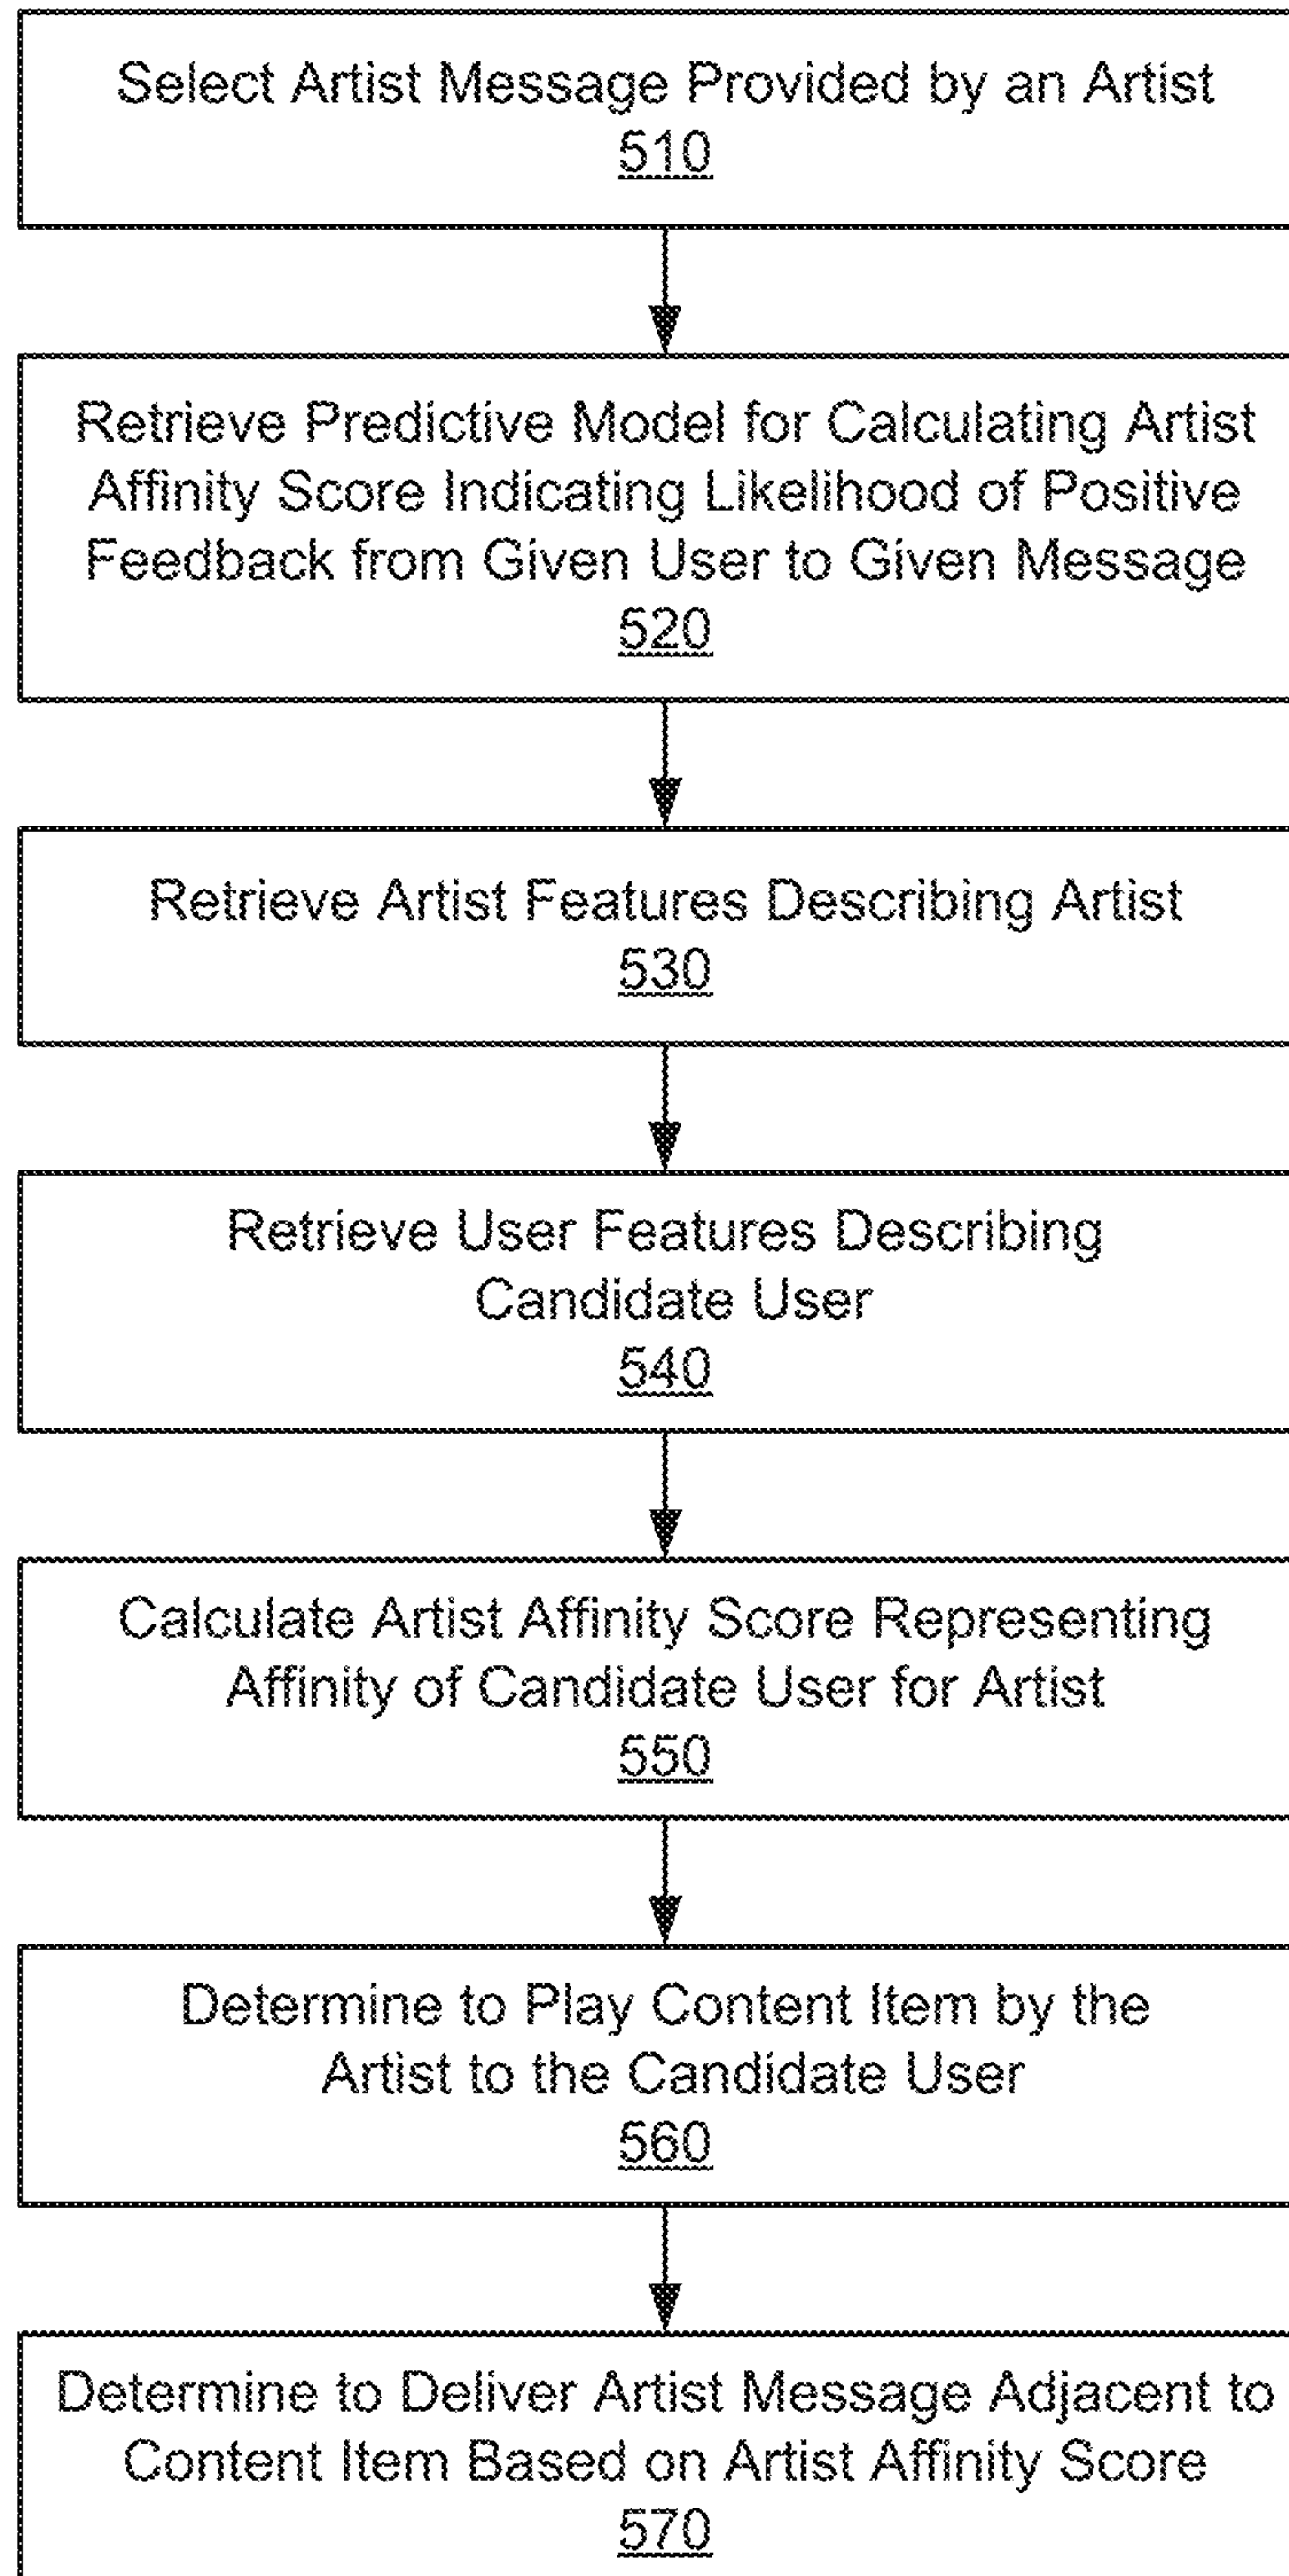 Select Artist Message Provided by an Artist
510
Retrieve Predictive Model for Calculating Artist
Affinity Score Indicating Likelihood of Positive
Feedback from Given User to Given Message
520
Retrieve Artist Features Describing Artist
530
Retrieve User Features Describing
Candidate User
540
Calculate Artist Affinity Score Representing
Affinity of Candidate User for Artist
550
Determine to Play Content Item by the
Artist to the Candidate User
560
Determine to Deliver Artist Message Adjacent to
Content Item Based on Artist Affinity Score
570